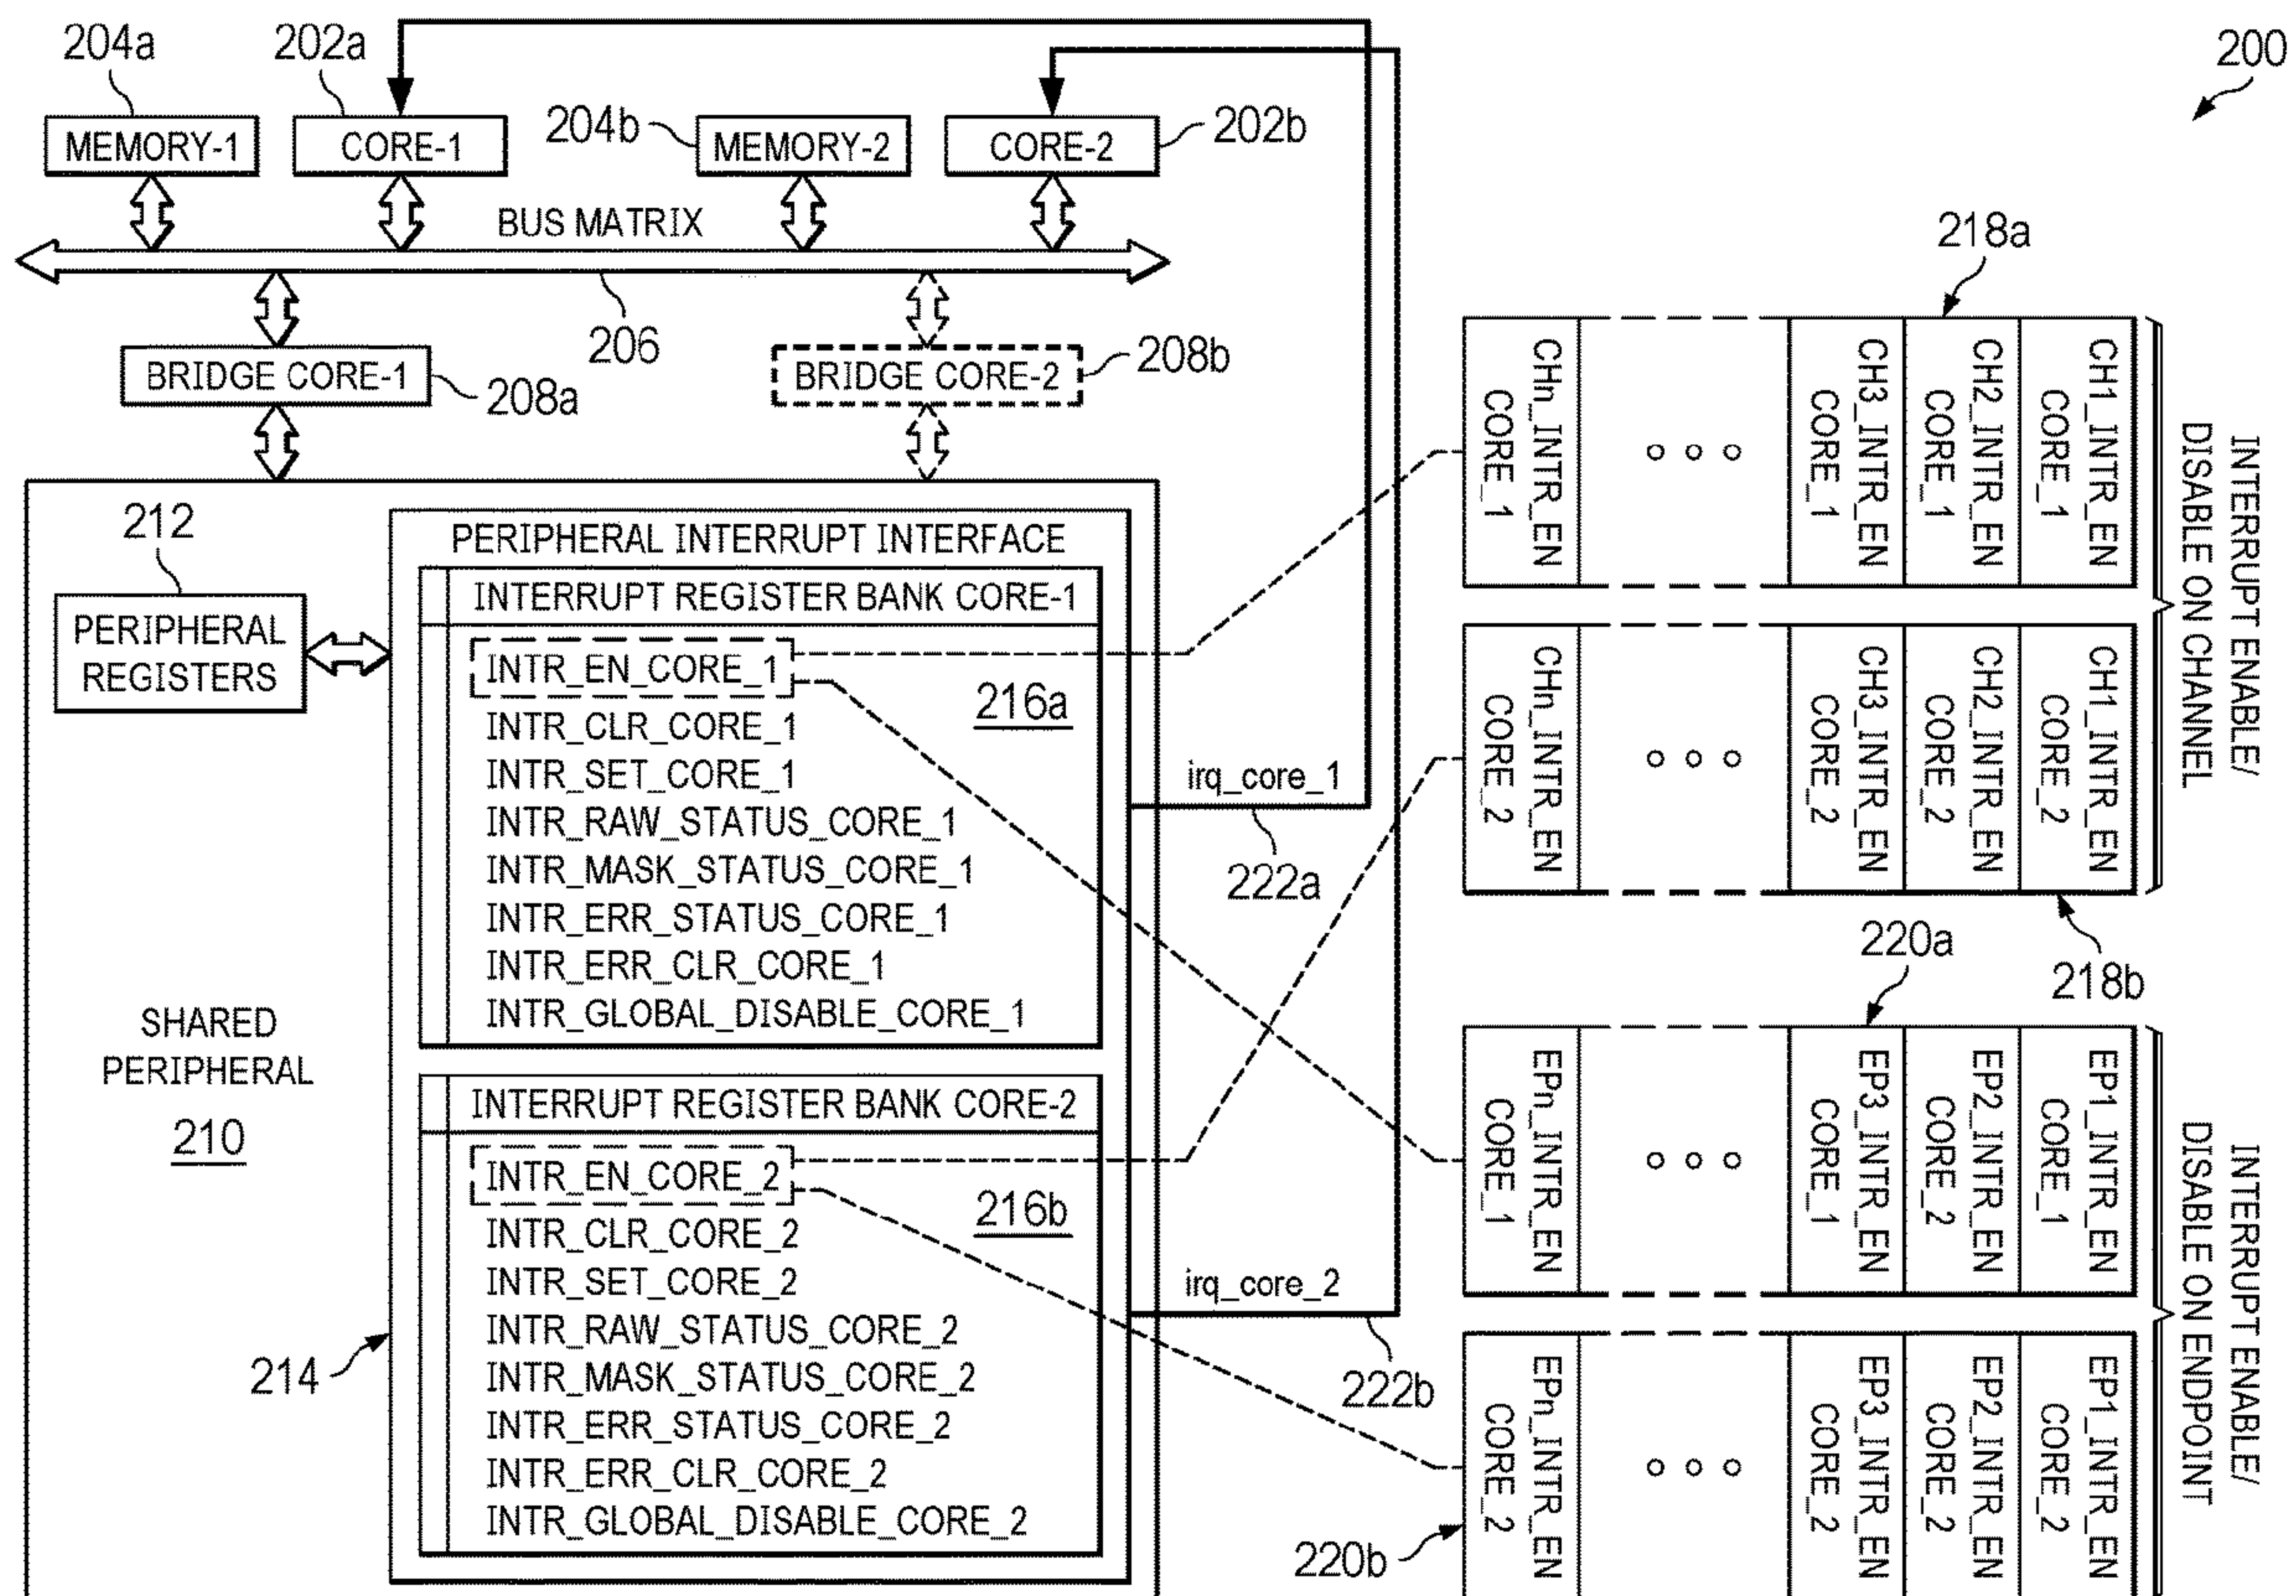 200
204a
202a
204b
202b
MEMORY-1
CORE-1
MEMORY-2
CORE-2
BUS MATRIX
206
BRIDGE CORE-1
208a
BRIDGE CORE-2
208b
212
PERIPHERAL
REGISTERS
SHARED
PERIPHERAL
210
214
PERIPHERAL INTERRUPT INTERFACE
INTERRUPT REGISTER BANK CORE-1
INTR_EN_CORE_1
216a
INTR_CLR_CORE_1
INTR_SET_CORE_1
INTR_RAW_STATUS_CORE_1
INTR_MASK_STATUS_CORE_1
INTR_ERR_STATUS_CORE_1
INTR_ERR_CLR_CORE_1
INTR_GLOBAL_DISABLE_CORE_1
INTERRUPT REGISTER BANK CORE-2
INTR_EN_CORE_2
216b
INTR_CLR_CORE_2
INTR_SET_CORE_2
INTR_RAW_STATUS_CORE_2
INTR_MASK_STATUS_CORE_2
INTR_ERR_STATUS_CORE_2
INTR_ERR_CLR_CORE_2
INTR_GLOBAL_DISABLE_CORE_2
irq_core_1
222a
irq_core_2
222b
218a
CHn_INTR_EN
CORE_1
CH3_INTR_EN
CORE_1
CH2_INTR_EN
CORE_1
CH1_INTR_EN
CORE_1
CHn_INTR_EN
CORE_2
CH3_INTR_EN
CORE_2
CH2_INTR_EN
CORE_2
CH1_INTR_EN
CORE_2
218b
INTERRUPT ENABLE/
DISABLE ON CHANNEL
220a
EPn_INTR_EN
CORE_1
EP3_INTR_EN
CORE_1
EP2_INTR_EN
CORE_2
EP1_INTR_EN
CORE_1
EPn_INTR_EN
CORE_2
EP3_INTR_EN
CORE_2
EP2_INTR_EN
CORE_2
EP1_INTR_EN
CORE_2
220b
INTERRUPT ENABLE/
DISABLE ON ENDPOINT